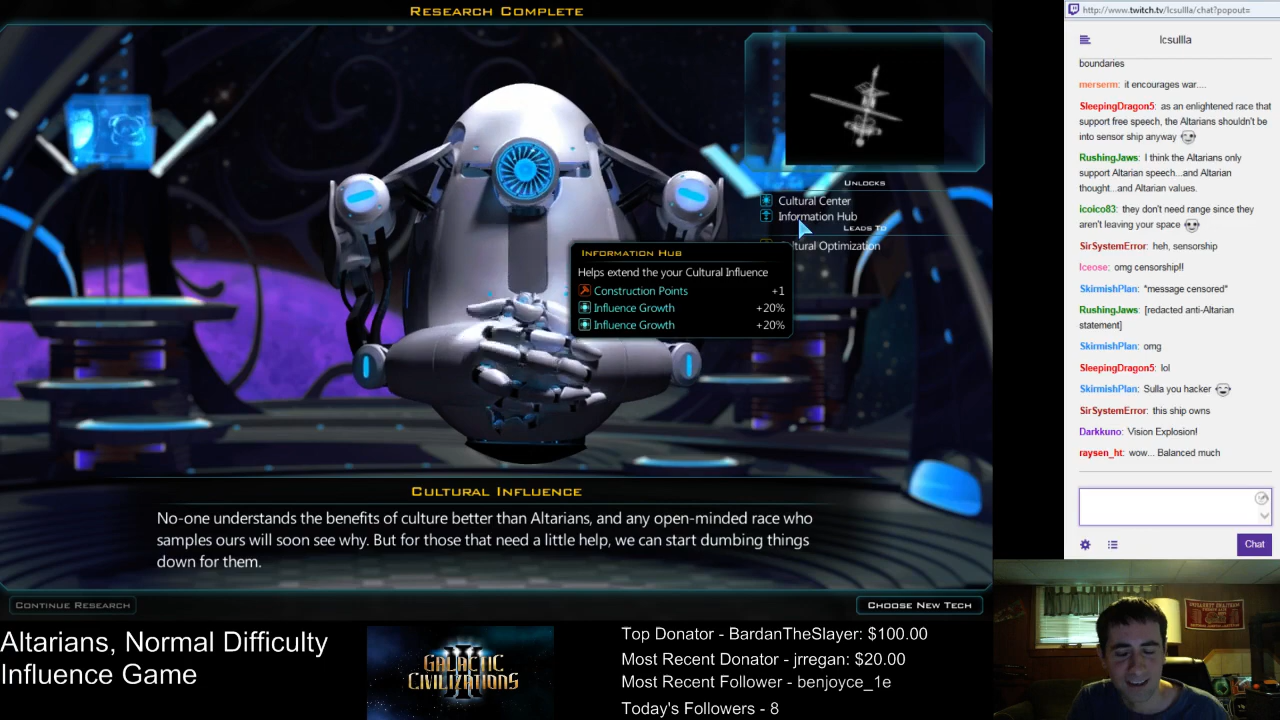 RESEARCH COMPLETE
UNLOCKS
Cultural Center
Information Hub
LEADS TO
ultural Optimization
INFORMATION HUB
Helps extend the your Cultural Influence
Construction Points +1
Influence Growth +20%
Influence Growth +20%
CULTURAL INFLUENCE
No-one understands the benefits of culture better than Altarians, and any open-minded race who
samples ours will soon see why. But for those that need a little help, we can start dumbing things
down for them.
CONTINUE RESEARCH
CHOOSE NEW TECH
Altarians, Normal Difficulty
Influence Game
GALACTIC
CIVILIZATIONS
III
Top Donator - BardanTheSlayer: $100.00
Most Recent Donator - jrregan: $20.00
Most Recent Follower - benjoyce_1e
Today's Followers - 8
http://www.twitch.tv/lcsullla/chat?popout=
lcsullla
boundaries
merserm: it encourages war....
SleepingDragon5: as an enlightened race that
support free speech, the Altarians shouldn't be
into sensor ship anyway
RushingJaws: I think the Altarians only
support Altarian speech...and Altarian
thought...and Altarian values.
icoico83: they don't need range since they
aren't leaving your space
SirSystemError: heh, sensorship
Iceose: omg censorship!!
SkirmishPlan: *message censored*
RushingJaws: [redacted anti-Altarian
statement]
SkirmishPlan: omg
SleepingDragon5: lol
SkirmishPlan: Sulla you hacker
SirSystemError: this ship owns
Darkkuno: Vision Explosion!
raysen_ht: wow... Balanced much
Chat